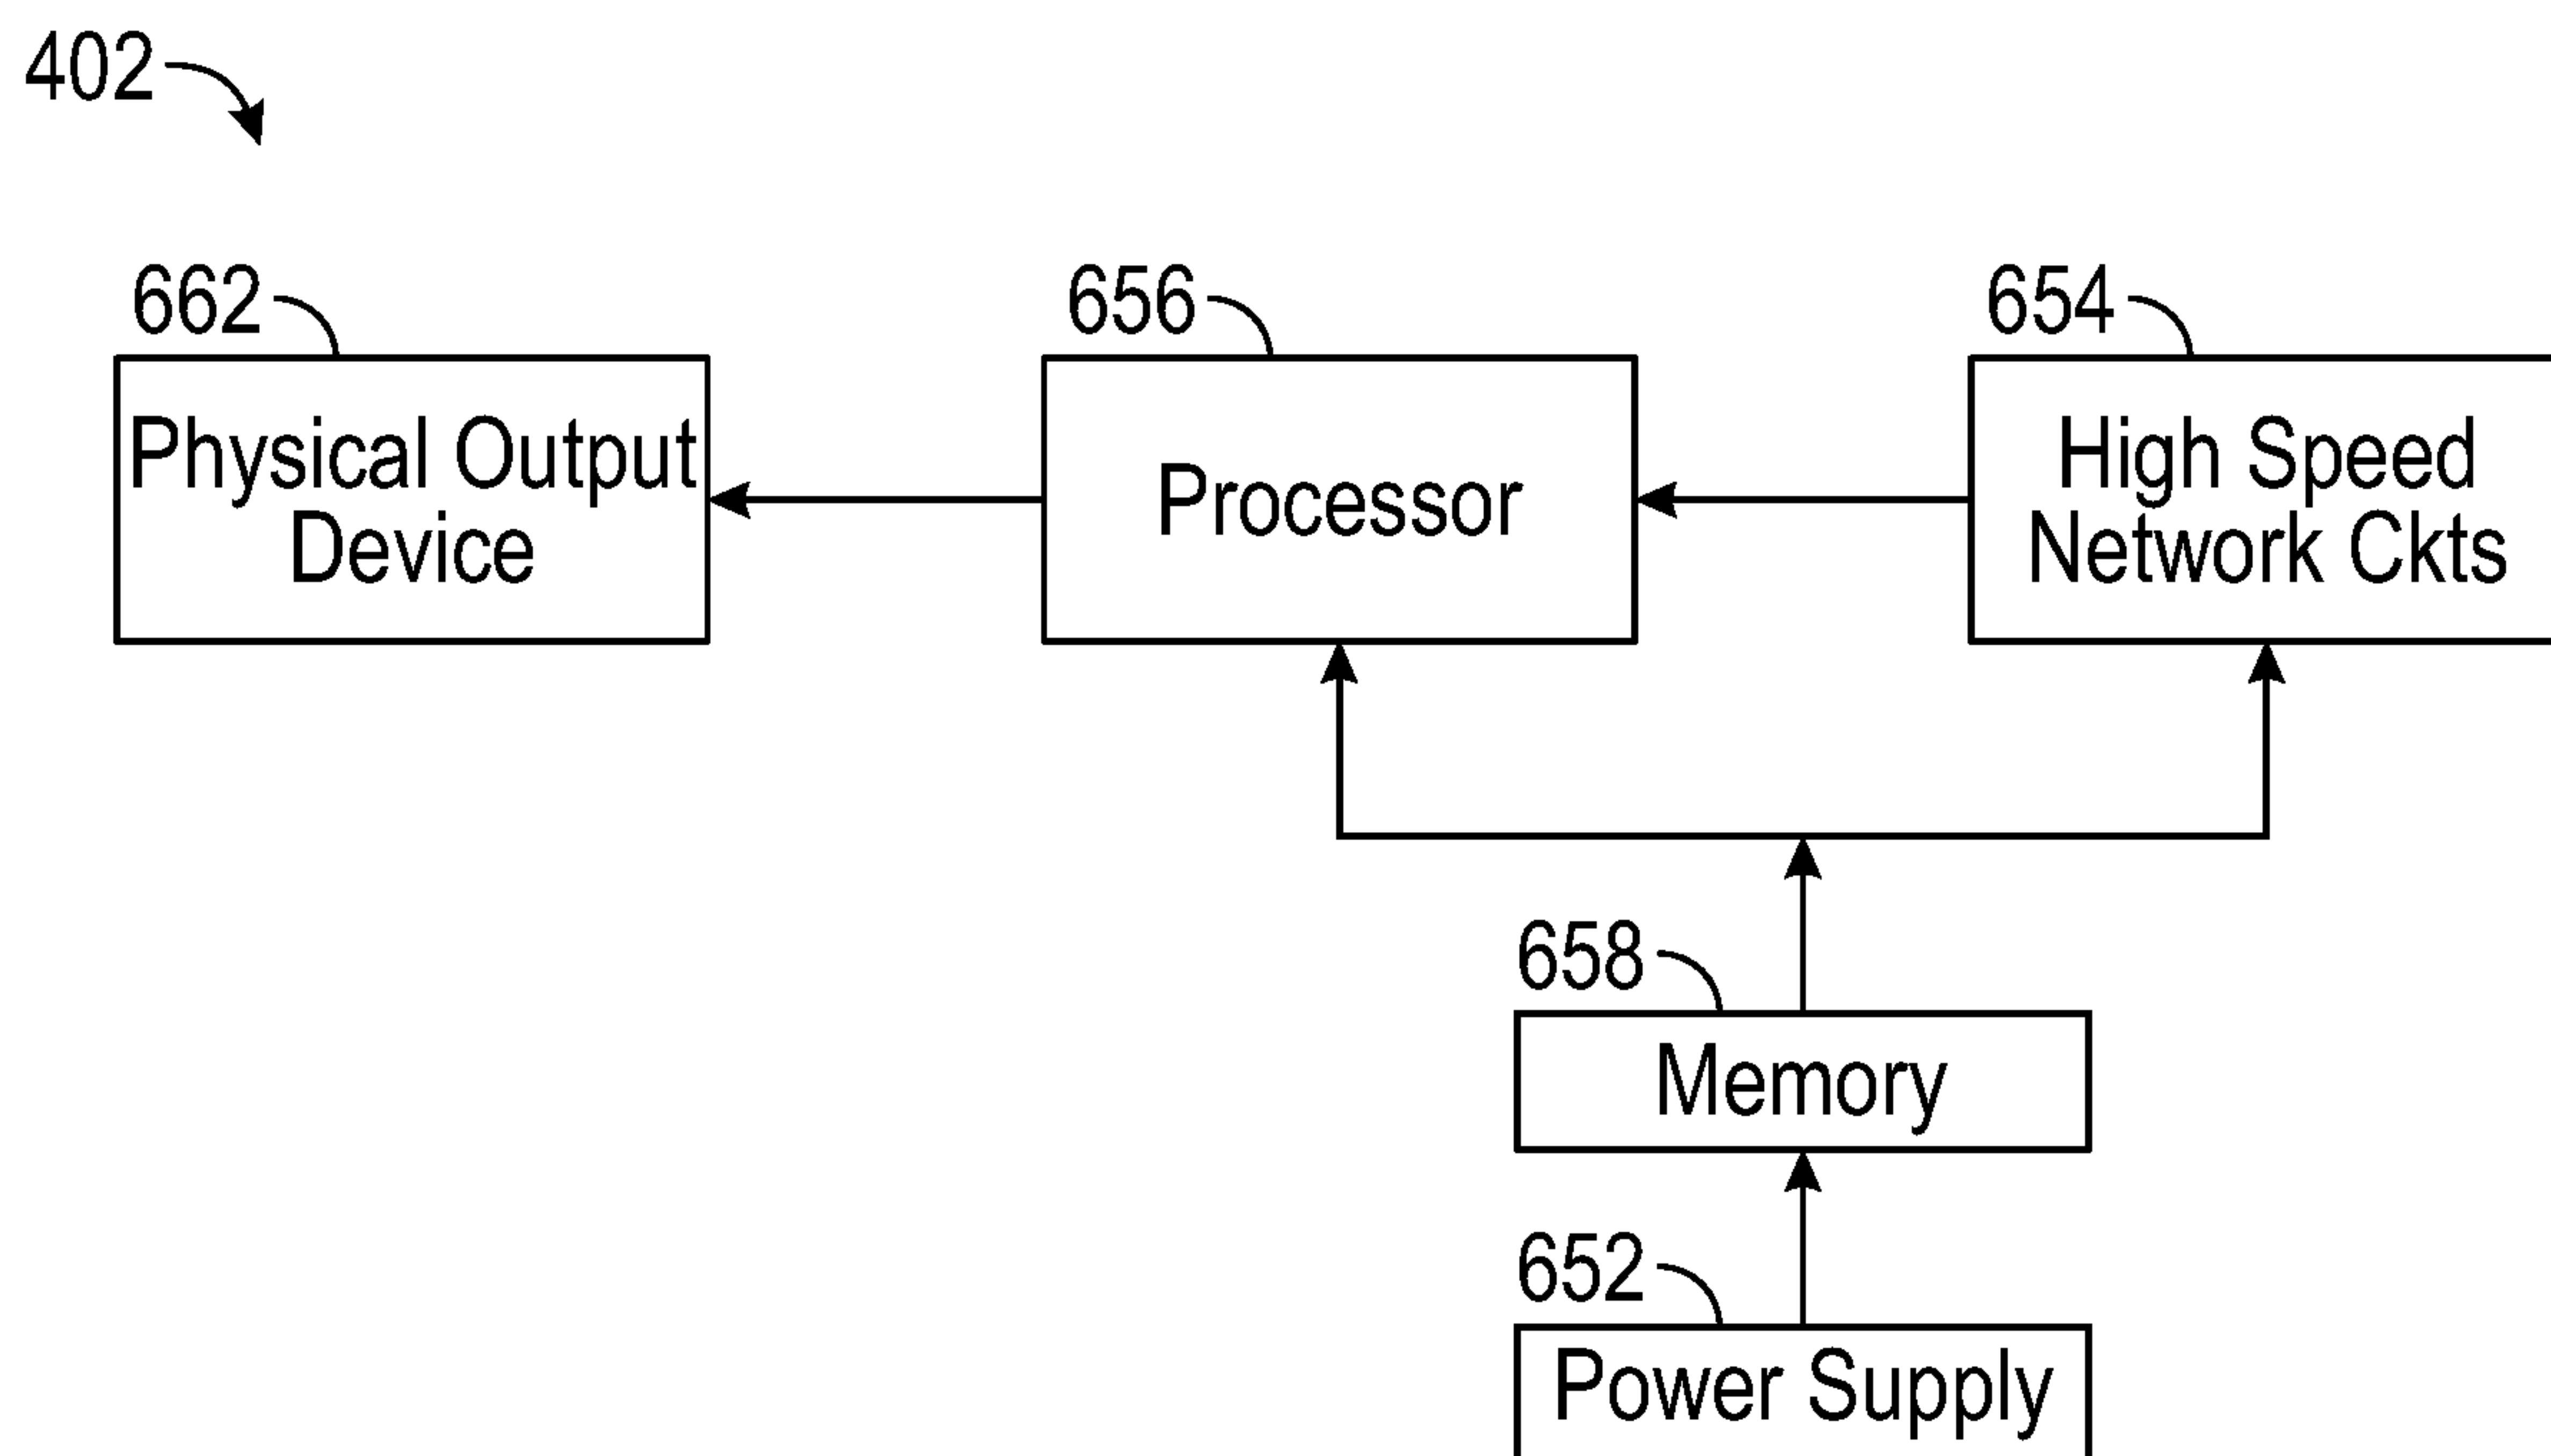 402
662
656
654
Physical Output
Device
Processor
High Speed
Network Ckts
658
Memory
652
Power Supply